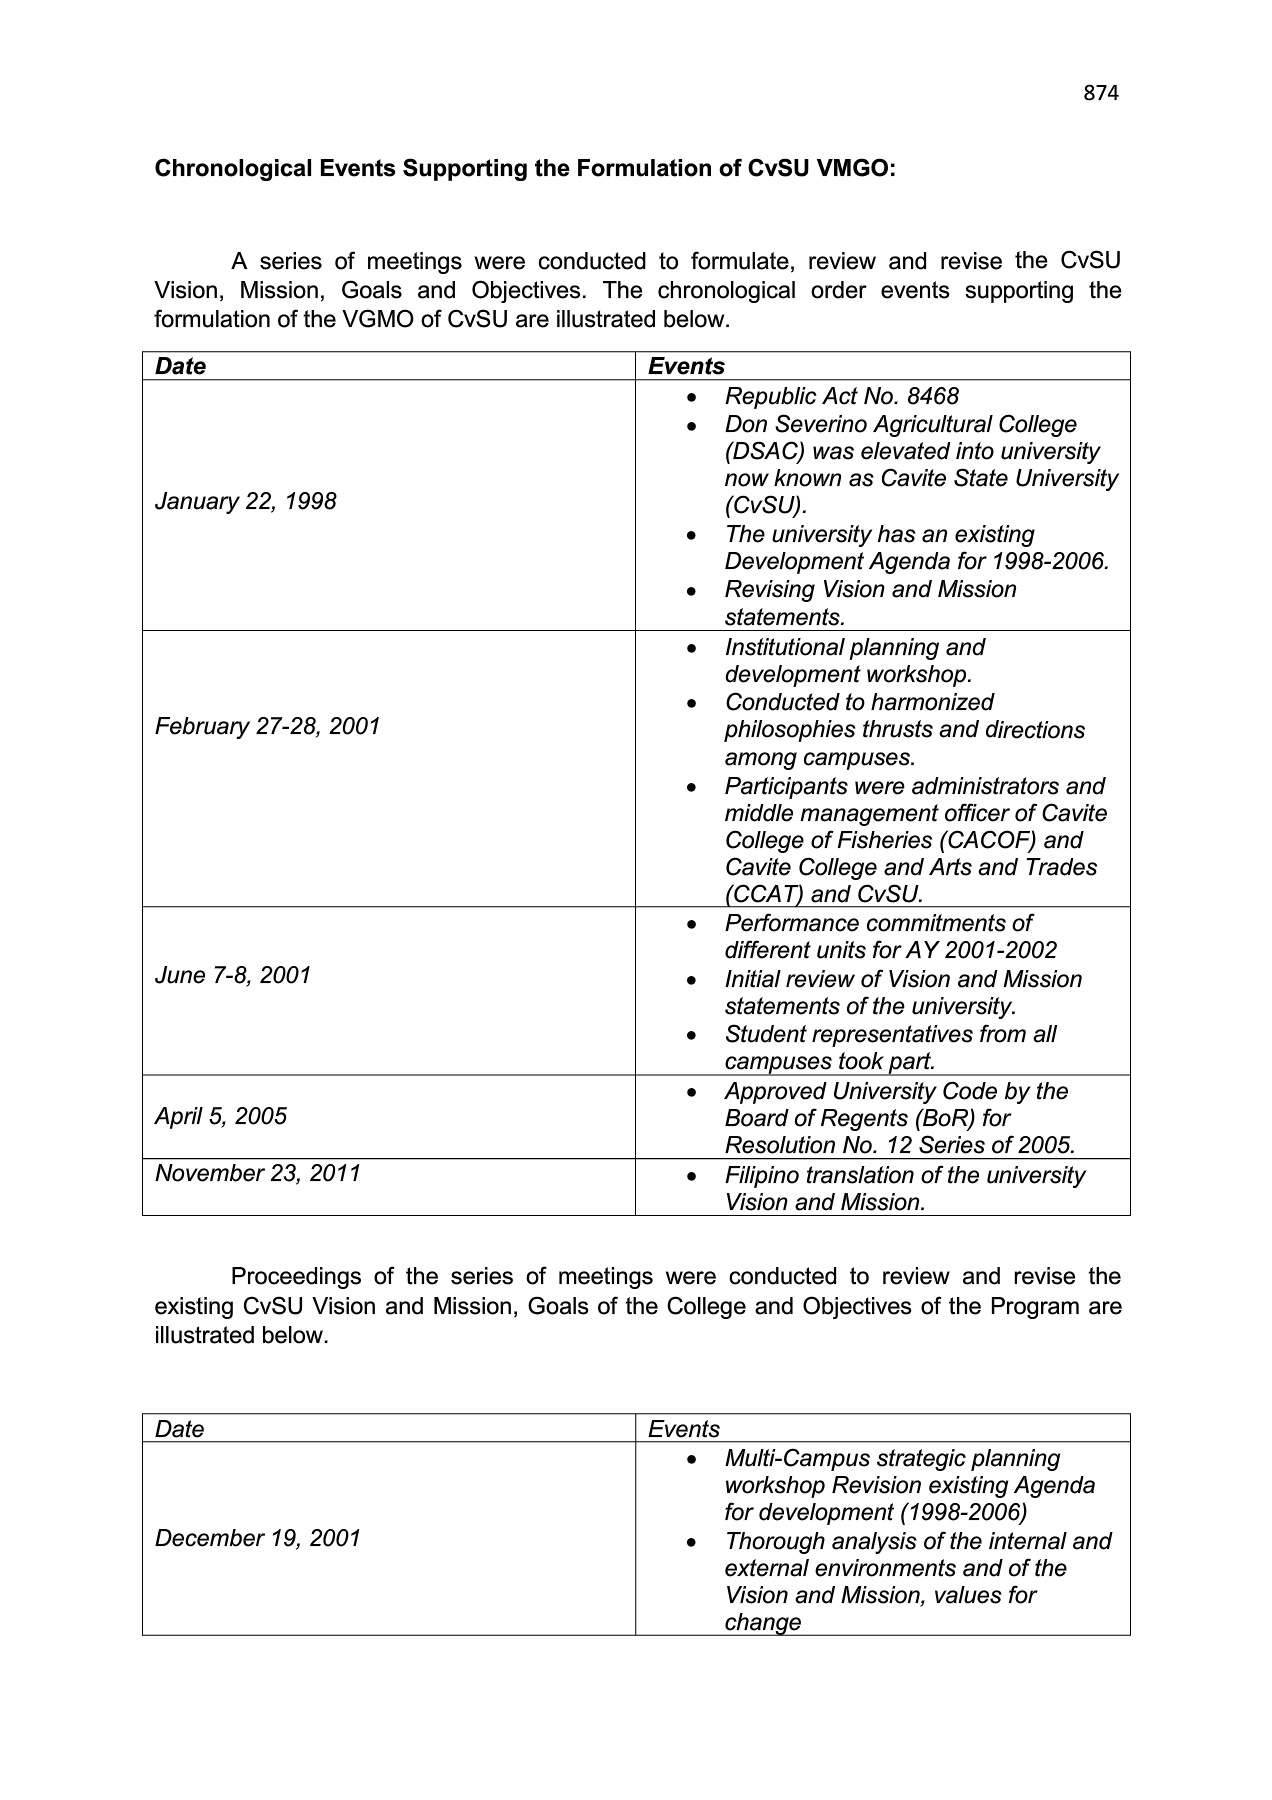 874
Chronological Events Supporting the Formulation of CvSU VMGO:
A series of meetings were conducted to formulate, review and revise the CvSU
Vision, Mission, Goals and Objectives. The chronological order events supporting the
formulation of the VGMO of CvSU are illustrated below.
Date
Events
January 22, 1998
• Republic Act No. 8468
• Don Severino Agricultural College
(DSAC) was elevated into university
now known as Cavite State University
(CvSU).
• The university has an existing
Development Agenda for 1998-2006.
• Revising Vision and Mission
statements.
February 27-28, 2001
• Institutional planning and
development workshop.
• Conducted to harmonized
philosophies thrusts and directions
among campuses.
• Participants were administrators and
middle management officer of Cavite
College of Fisheries (CACOF) and
Cavite College and Arts and Trades
(CCAT) and CvSU.
June 7-8, 2001
• Performance commitments of
different units for AY 2001-2002
• Initial review of Vision and Mission
statements of the university.
• Student representatives from all
campuses took part.
April 5, 2005
• Approved University Code by the
Board of Regents (BoR) for
Resolution No. 12 Series of 2005.
November 23, 2011
• Filipino translation of the university
Vision and Mission.
Proceedings of the series of meetings were conducted to review and revise the
existing CvSU Vision and Mission, Goals of the College and Objectives of the Program are
illustrated below.
Date
Events
December 19, 2001
• Multi-Campus strategic planning
workshop Revision existing Agenda
for development (1998-2006)
• Thorough analysis of the internal and
external environments and of the
Vision and Mission, values for
change